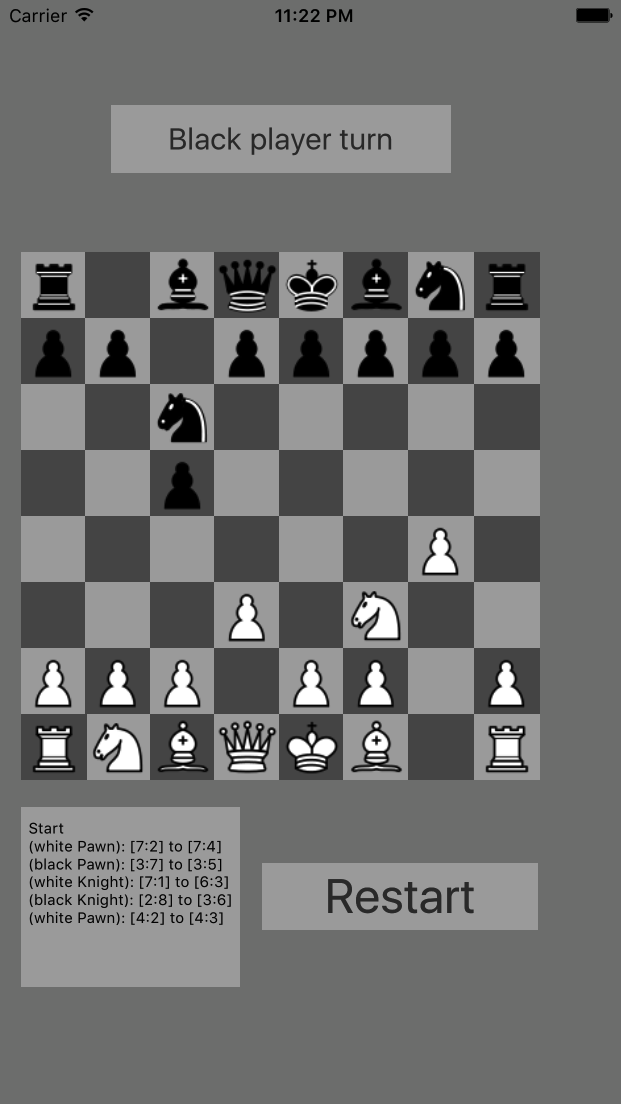 Carrier 11:22 PM
Black player turn
Start
(white Pawn): [7:2] to [7:4]
(black Pawn): [3:7] to [3:5]
(white Knight): [7:1] to [6:3]
(black Knight): [2:8] to [3:6]
(white Pawn): [4:2] to [4:3]
Restart